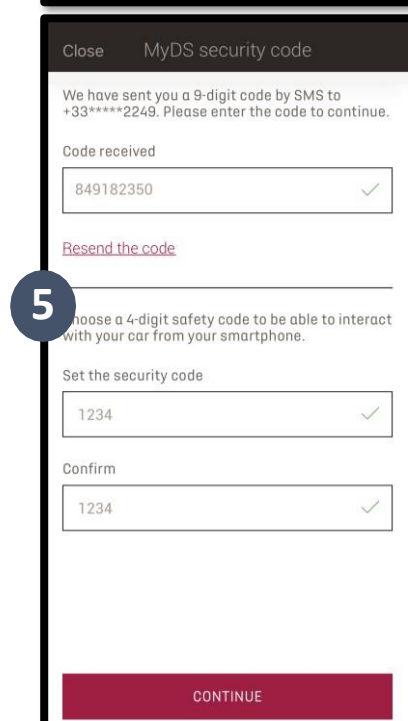 Close MyDS security code
We have sent you a 9-digit code by SMS to
+33*****2249. Please enter the code to continue.
Code received
849182350
Resend the code
5
hoose a 4-digit safety code to be able to interact
with your car from your smartphone.
Set the security code
1234
Confirm
1234
CONTINUE